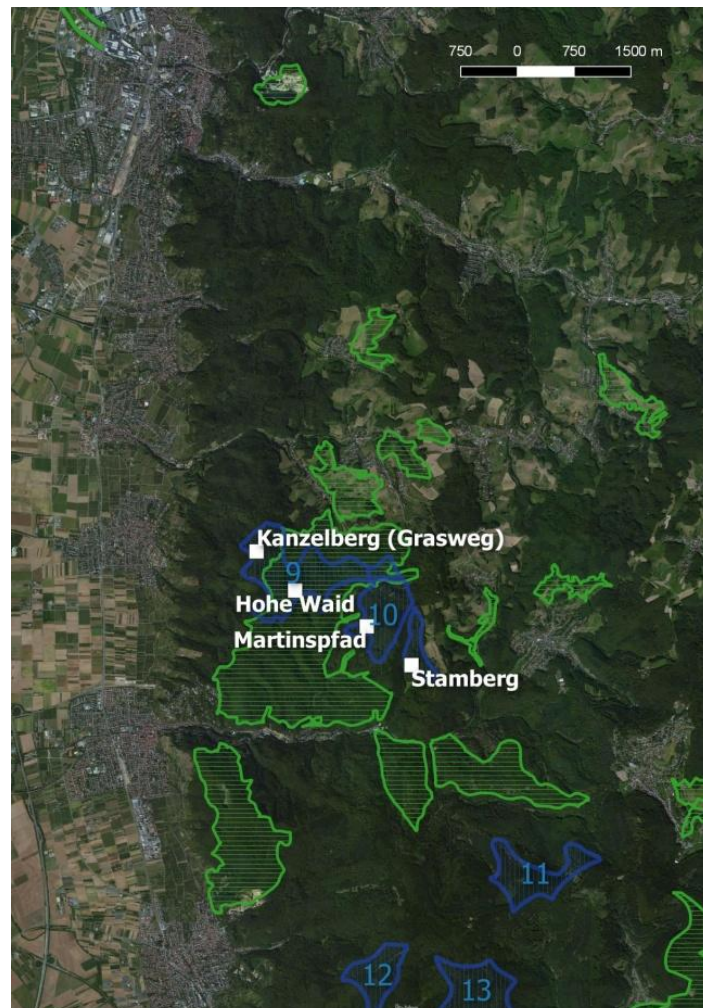 750 0 750 1500 m
Kanzelberg (Grasweg)
9
Hohe Waid
10
Martinspfad
Stamberg
11
12
13